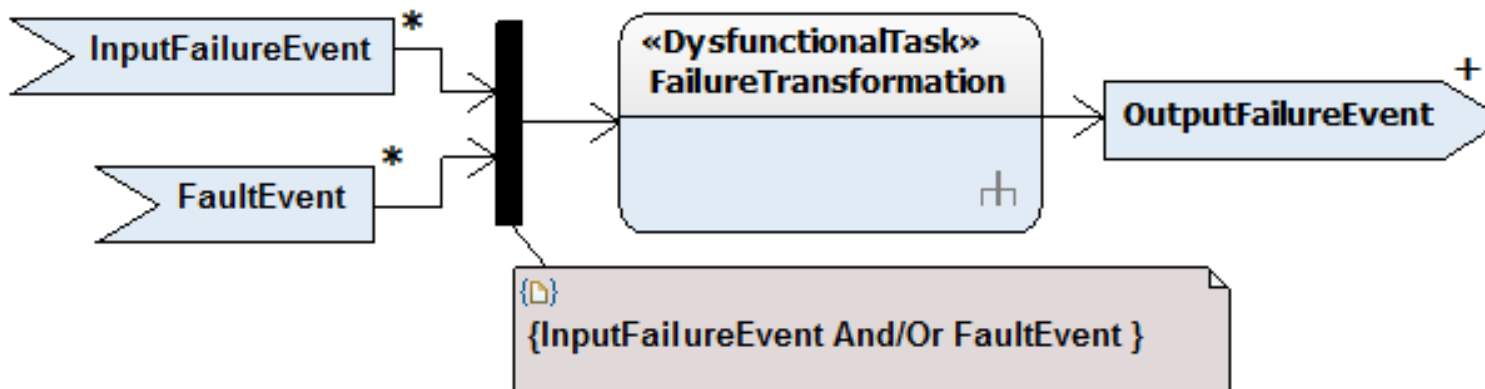 InputFailureEvent
*
FaultEvent
*
«DysfunctionalTask»
FailureTransformation
OutputFailureEvent
+
{InputFailureEvent And/Or FaultEvent }